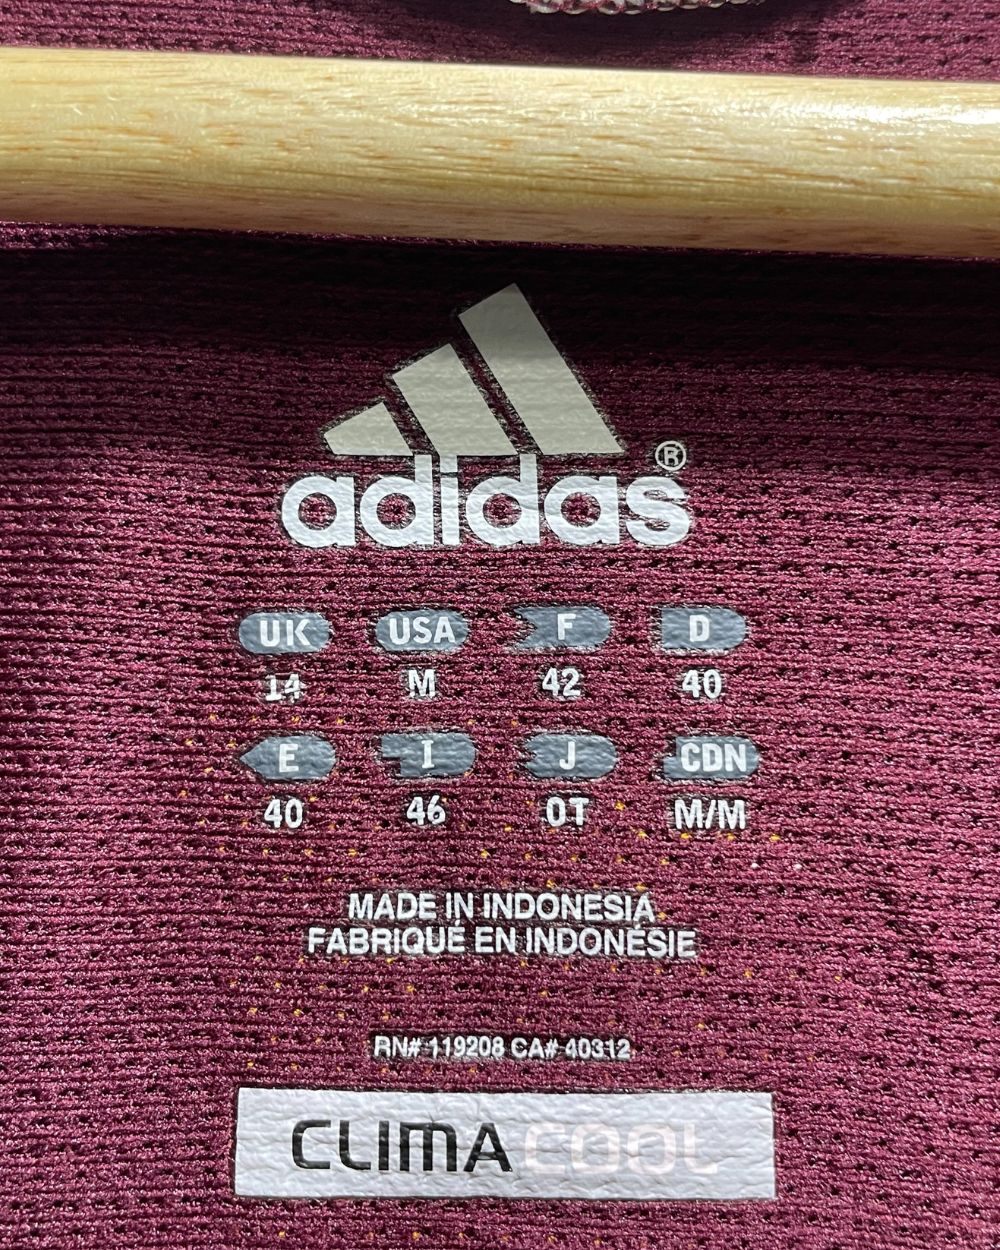 adidas®
UK USA F D
14 M 42 40
E I J CDN
40 46 OT M/M
MADE IN INDONESIA
FABRIQUÉ EN INDONÉSIE
RN# 119208 CA# 40312
CLIMACOOL